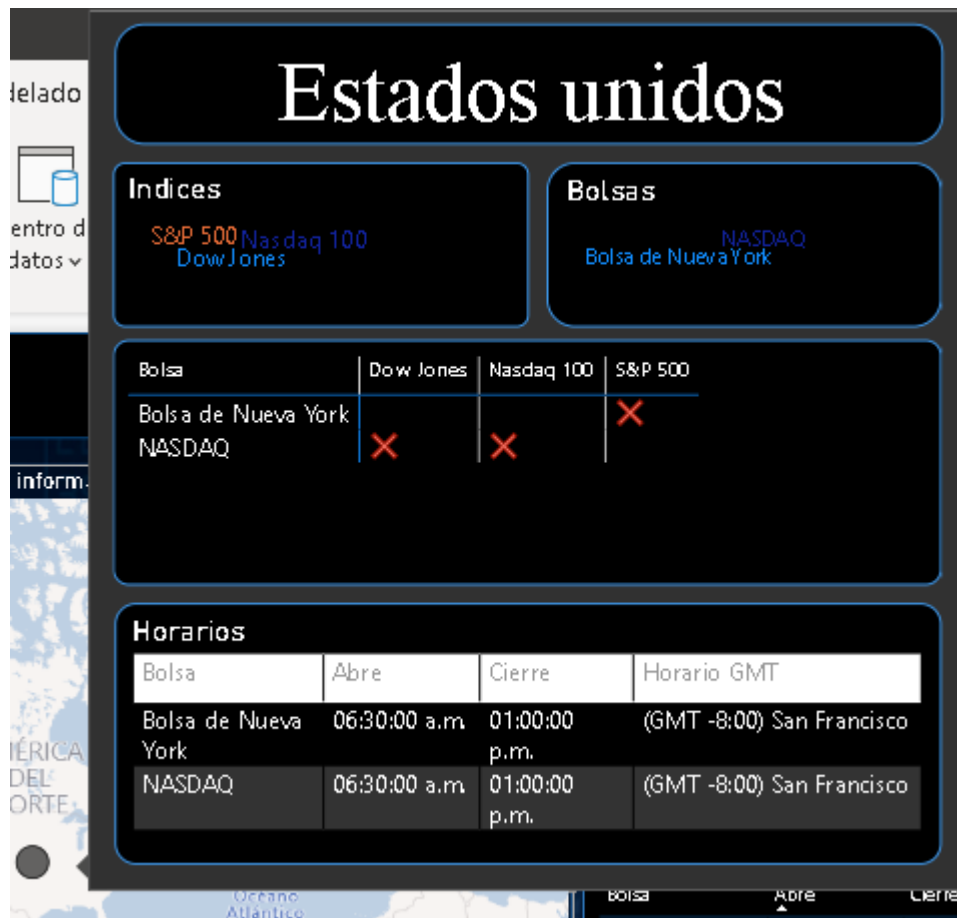 Estados unidos
delado
entro d
datos
Indices
S&P 500 Nasdaq 100
Dow Jones
Bolsas
NASDAQ
Bolsa de Nueva York
Bolsa Dow Jones Nasdaq 100 S&P 500
Bolsa de Nueva York
NASDAQ
inform.
Horarios
Bolsa Abre Cierre Horario GMT
Bolsa de Nueva York 06:30:00 a.m. 01:00:00 p.m. (GMT -8:00) San Francisco
NASDAQ 06:30:00 a.m. 01:00:00 p.m. (GMT -8:00) San Francisco
MÉRICA
DEL
ORTE
Océano
Atlántico
Bolsa Abre Cierre